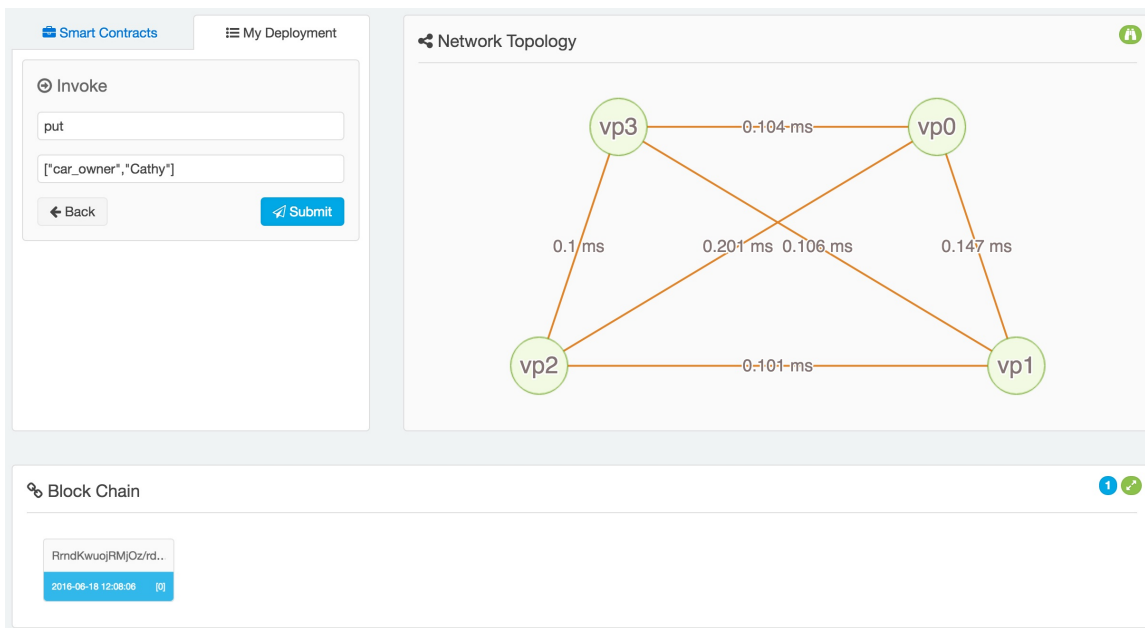 Smart Contracts
My Deployment
Invoke
put
["car_owner","Cathy"]
Back
Submit
Network Topology
vp3
0.104 ms
vp0
0.1 ms
0.201 ms
0.106 ms
0.147 ms
vp2
0.101 ms
vp1
Block Chain
1
RrndKwuojRMjOz/rd...
2016-06-18 12:08:06
[0]